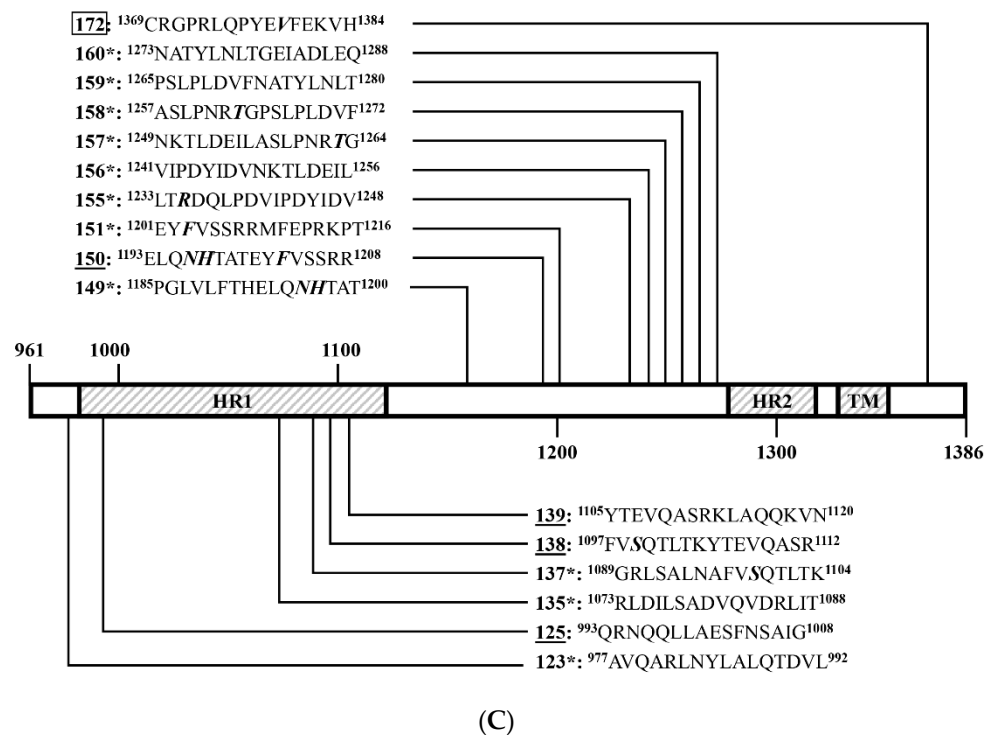 172: 1369CRGPRLQPYEVFEKVH1384
160*: 1273NATYLNLTGEIADLEQ1288
159*: 1265PSLPLDVFNATYLNLT1280
158*: 1257ASLPNRTGPSLPLDVF1272
157*: 1249NKTLDEILASLPNRTG1264
156*: 1241VIPDYIDVNKTLDEIL1256
155*: 1233LTRDQLPDVIPDYIDV1248
151*: 1201EYFVSSRRMFEPRKPT1216
150: 1193ELQNHTATEYFVSSRR1208
149*: 1185PGLVLFTHELQNHTAT1200
961 1000 1100
HR1 HR2 TM
1200 1300 1386
139: 1105YTEVQASRKLAQQKVN1120
138: 1097FVSQTLTKYTEVQASR1112
137*: 1089GRLSALNAFVSQTLTK1104
135*: 1073RLDILSADVQVDRLIT1088
125: 993QRNQQLLAESFNSAIG1008
123*: 977AVQARLNYLALQTDVL992
(C)